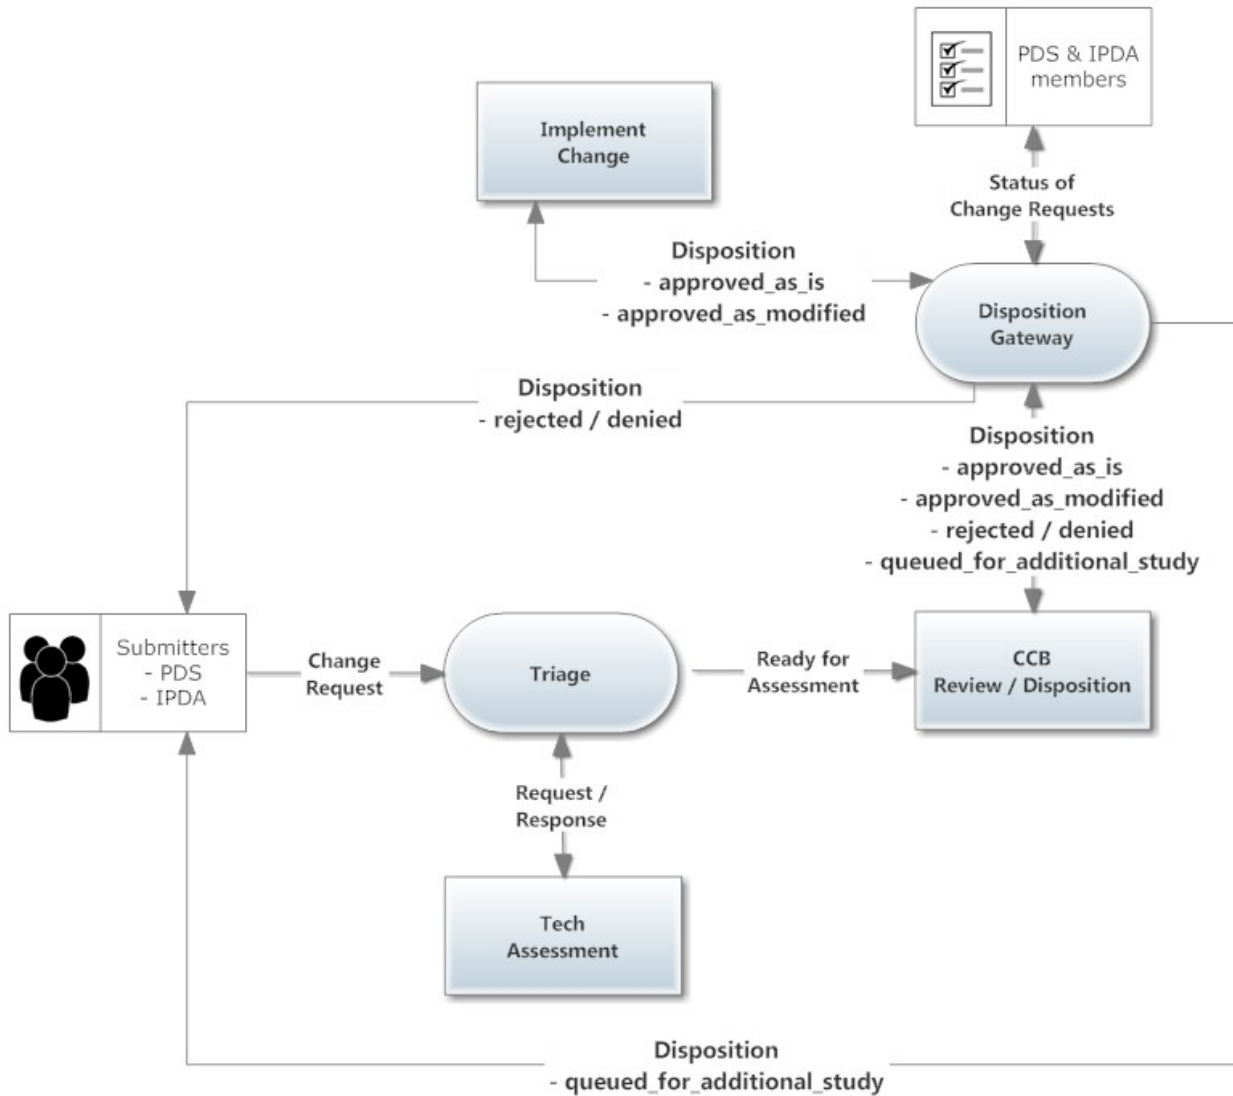 PDS & IPDA
members
Implement
Change
Status of
Change Requests
Disposition
- approved_as_is
- approved_as_modified
Disposition
Gateway
Disposition
- rejected / denied
Disposition
- approved_as_is
- approved_as_modified
- rejected / denied
- queued_for_additional_study
Submitters
- PDS
- IPDA
Change
Request
Triage
Ready for
Assessment
CCB
Review / Disposition
Request /
Response
Tech
Assessment
Disposition
- queued_for_additional_study